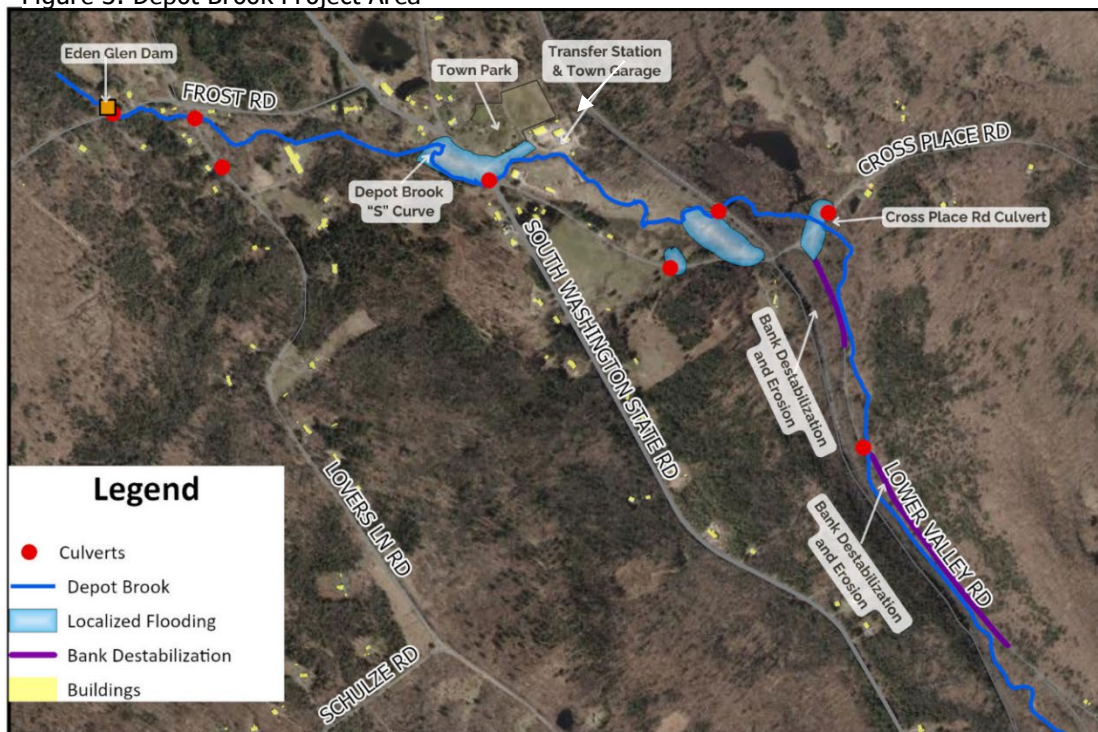 Figure 3: Depot Brook Project Area
Eden Glen Dam
FROST RD
Town Park
Transfer Station
& Town Garage
CROSS PLACE RD
Depot Brook
"S" Curve
Cross Place Rd Culvert
SOUTH WASHINGTON STATE RD
Bank Destabilization
and Erosion
LOVERS LN RD
LOWER VALLEY RD
Bank Destabilization
and Erosion
SCHULZE RD
Legend
Culverts
Depot Brook
Localized Flooding
Bank Destabilization
Buildings